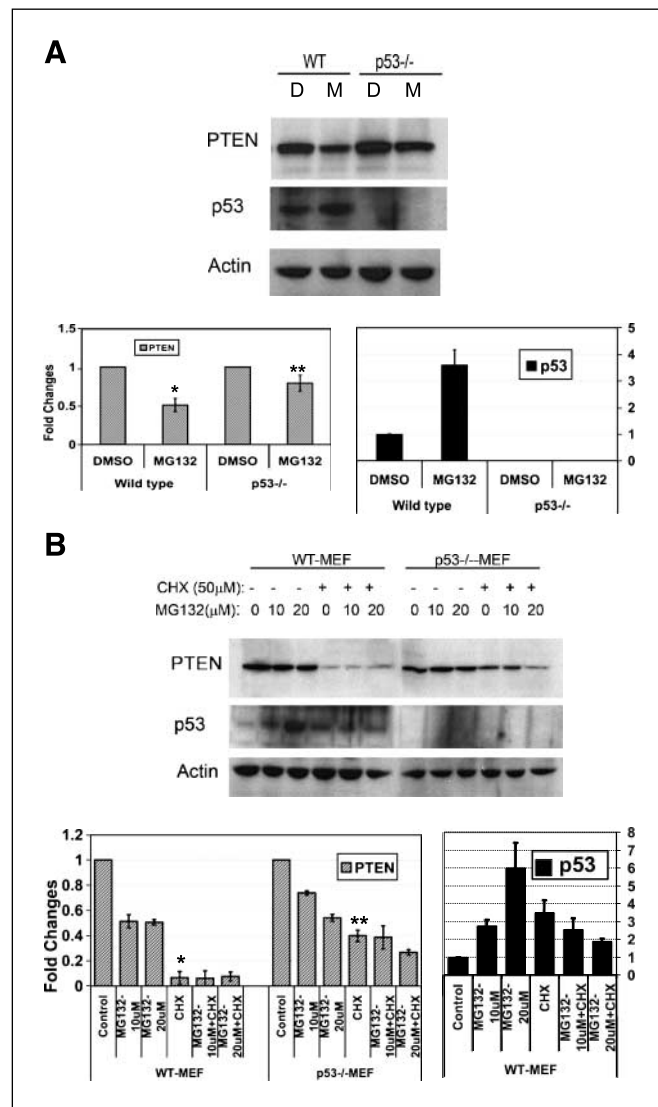 A
WT p53-/-
D M D M
PTEN
p53
Actin
1.5
1
0.5
0
Fold Changes
PTEN
*
**
DMSO MG132 DMSO MG132
Wild type p53-/-
5
4
3
2
1
0
p53
DMSO MG132 DMSO MG132
Wild type p53-/-
B
WT-MEF p53-/--MEF
CHX (50μM): - - - + + + - - - + + +
MG132(μM) 0 10 20 0 10 20 0 10 20 0 10 20
PTEN
p53
Actin
1.2
1
0.8
0.6
0.4
0.2
0
Fold Changes
PTEN
*
**
Control
MG132-
10uM
MG132-
20uM
CHX
MG132-
10uM+CHX
MG132-
20uM+CHX
Control
MG132-
10uM
MG132-
20uM
CHX
MG132-
10uM+CHX
MG132-
20uM+CHX
WT-MEF p53-/-MEF
8
7
6
5
4
3
2
1
0
p53
Control
MG132-
10uM
MG132-
20uM
CHX
MG132-
10uM+CHX
MG132-
20uM+CHX
WT-MEF